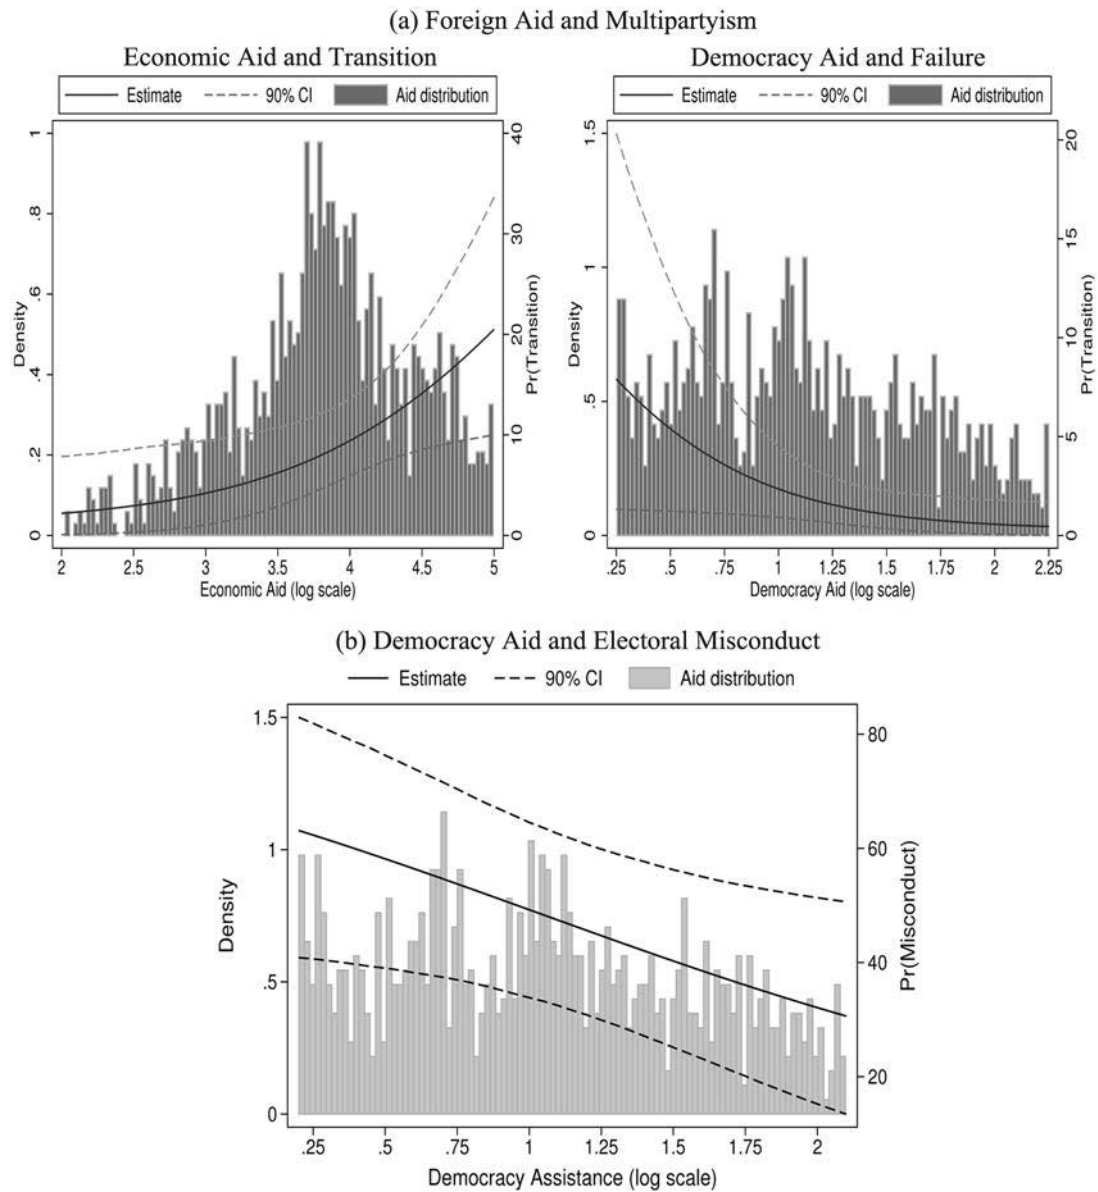 (a) Foreign Aid and Multipartyism
Economic Aid and Transition
Estimate 90% CI Aid distribution
Density
0 .2 .4 .6 .8 1
Pr(Transition)
0 10 20 30 40
2 2.5 3 3.5 4 4.5 5
Economic Aid (log scale)
Democracy Aid and Failure
Estimate 90% CI Aid distribution
Density
0 .5 1 1.5
Pr(Transition)
0 5 10 15 20
.25 .5 .75 1 1.25 1.5 1.75 2 2.25
Democracy Aid (log scale)
(b) Democracy Aid and Electoral Misconduct
Estimate 90% CI Aid distribution
Density
0 .5 1 1.5
Pr(Misconduct)
20 40 60 80
.25 .5 .75 1 1.25 1.5 1.75 2
Democracy Assistance (log scale)